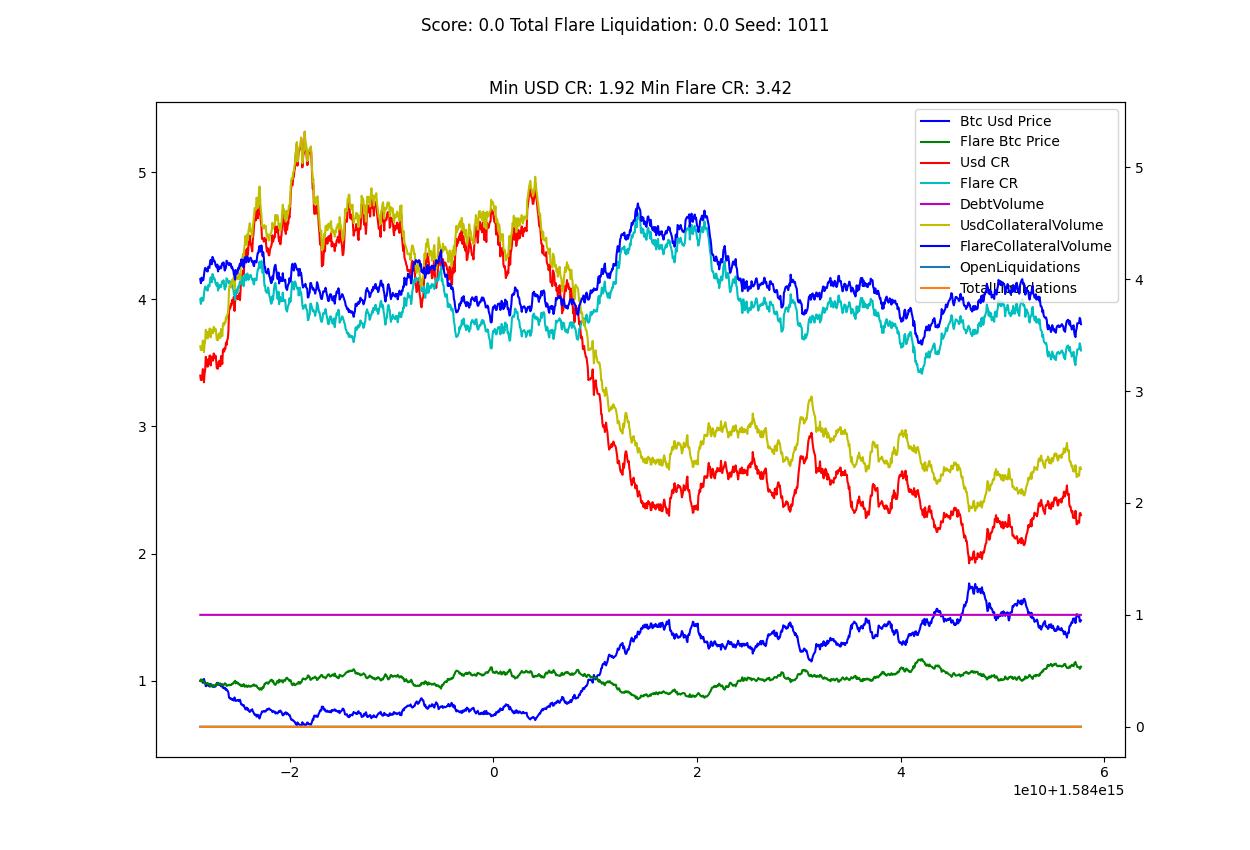 Score: 0.0 Total Flare Liquidation: 0.0 Seed: 1011
Min USD CR: 1.92 Min Flare CR: 3.42
Btc Usd Price
Flare Btc Price
Usd CR
Flare CR
DebtVolume
UsdCollateralVolume
FlareCollateralVolume
OpenLiquidations
TotalLiquidations
5
4
3
2
1
5
4
3
2
1
0
−2
0
2
4
6
1e10+1.584e15